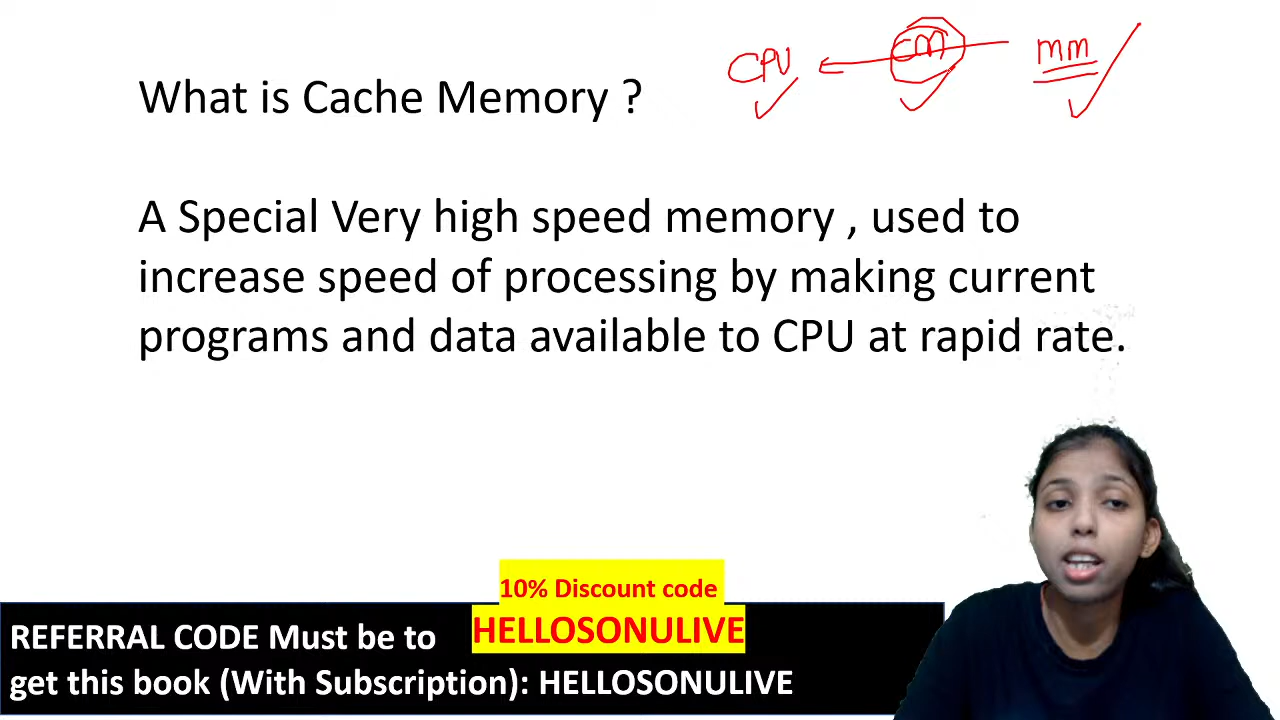 CPU cm mm
What is Cache Memory ?
A Special Very high speed memory , used to
increase speed of processing by making current
programs and data available to CPU at rapid rate.
10% Discount code
HELLOSONULIVE
REFERRAL CODE Must be to
get this book (With Subscription): HELLOSONULIVE